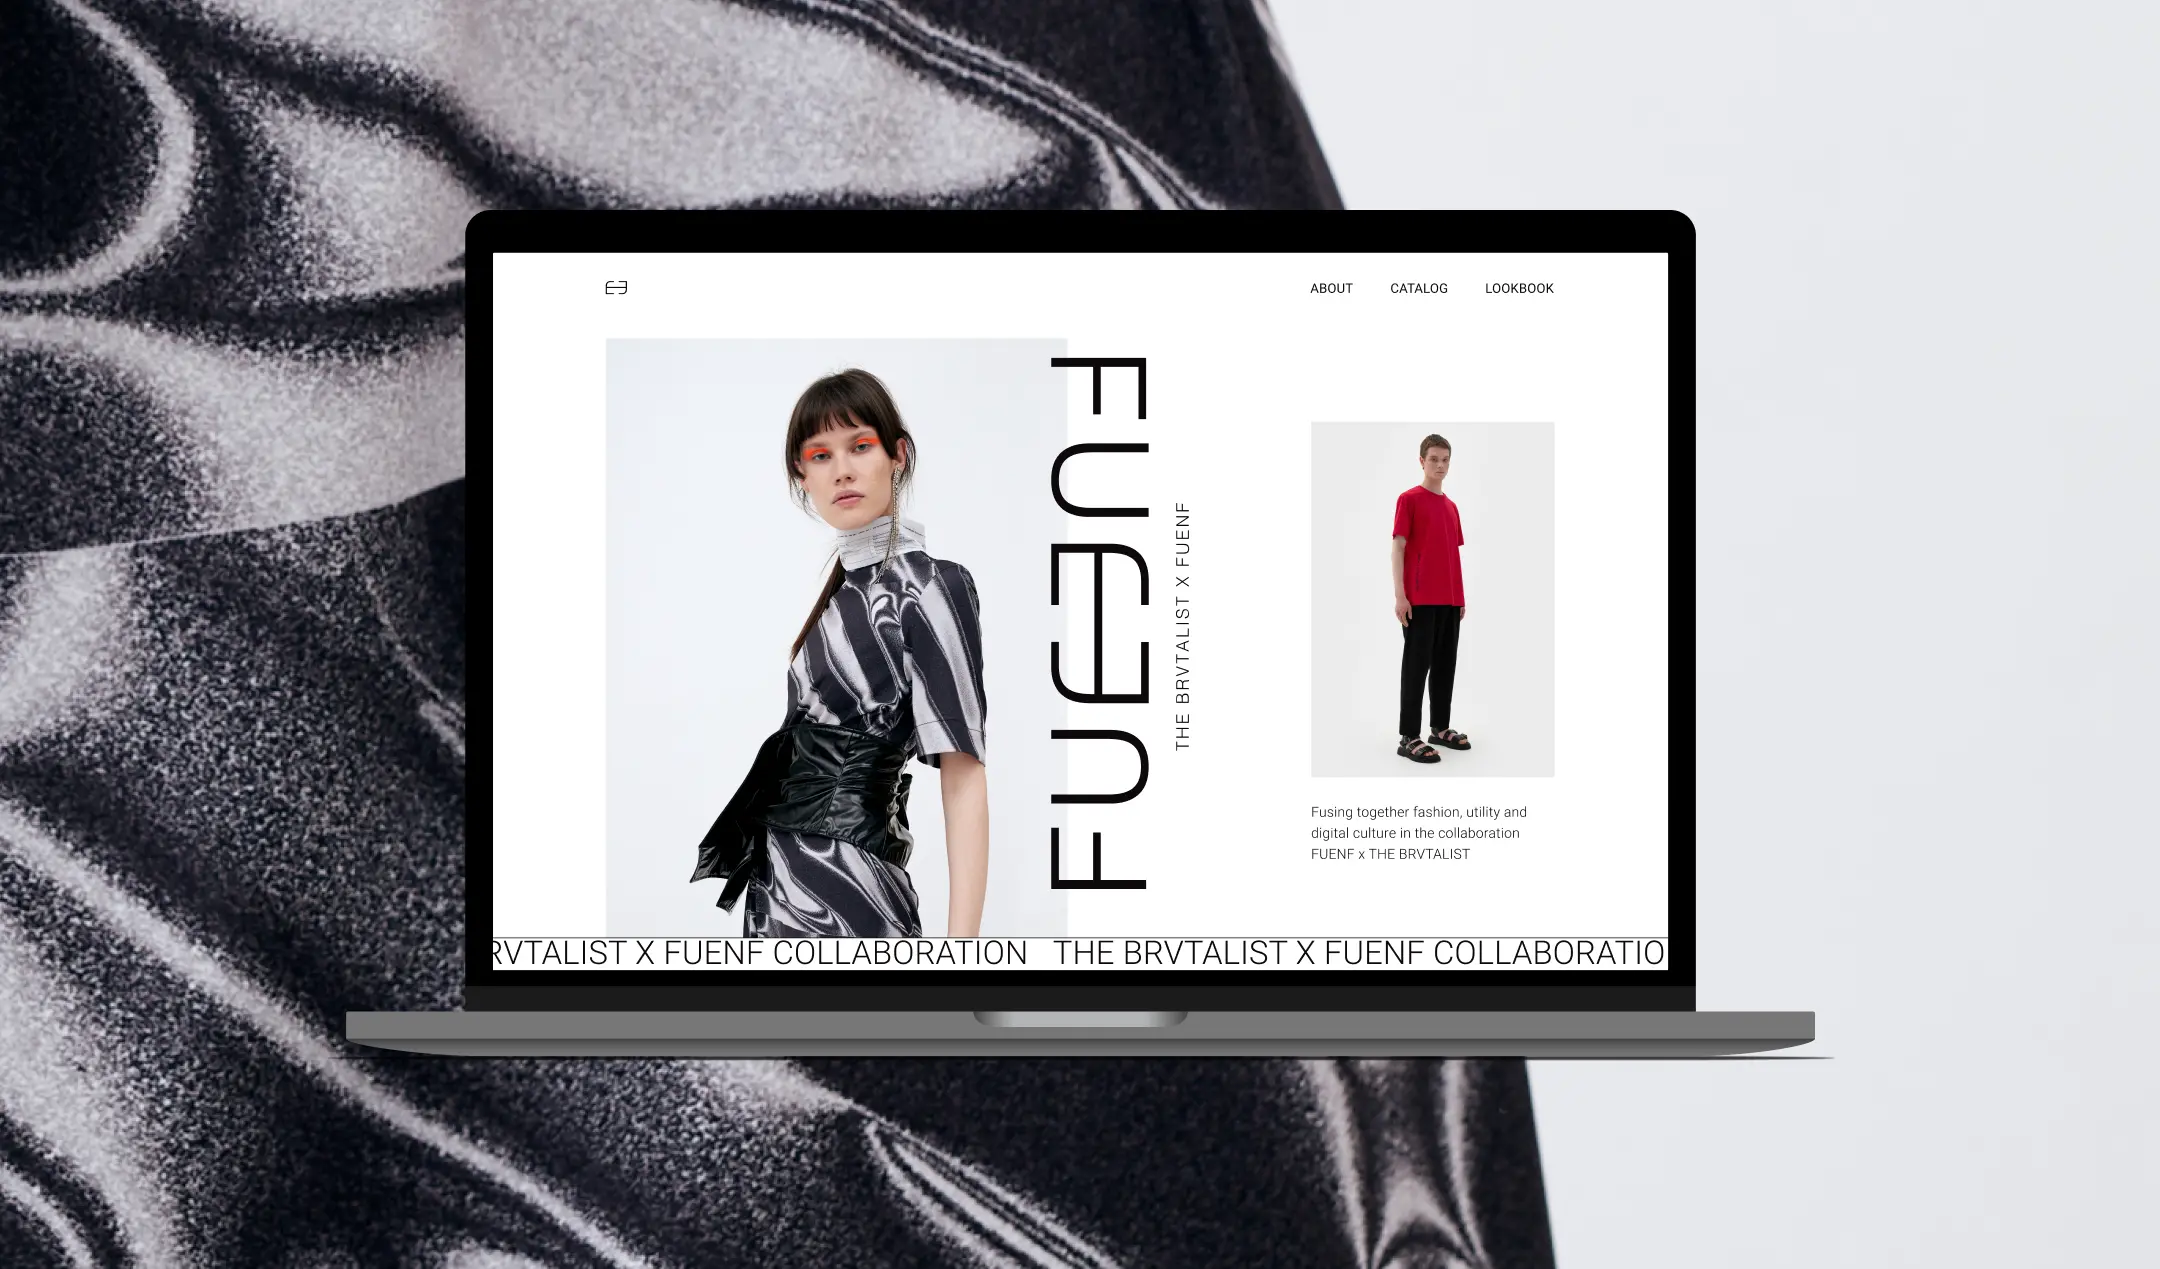 ABOUT CATALOG LOOKBOOK
FUENF
THE BRVTALIST X FUENF
Fusing together fashion, utility and
digital culture in the collaboration
FUENF x THE BRVTALIST
RVTALIST X FUENF COLLABORATION THE BRVTALIST X FUENF COLLABORATIO